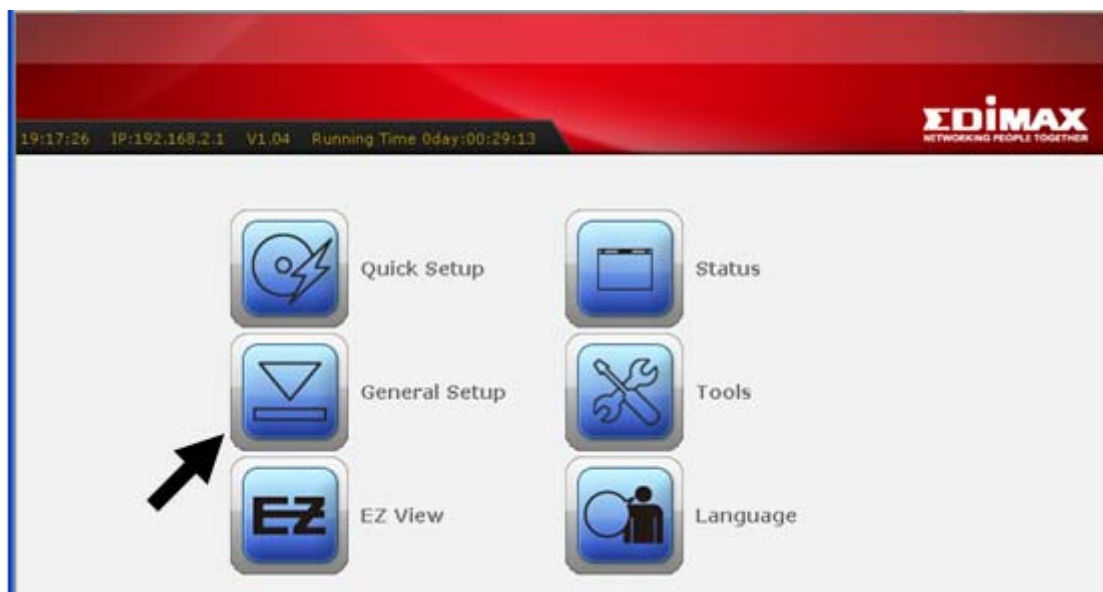 EDIMAX
NETWORKING PEOPLE TOGETHER
19:17:26 IP:192.168.2.1 V1.04 Running Time 0day:00:29:13
Quick Setup
Status
General Setup
Tools
EZ
EZ View
Language